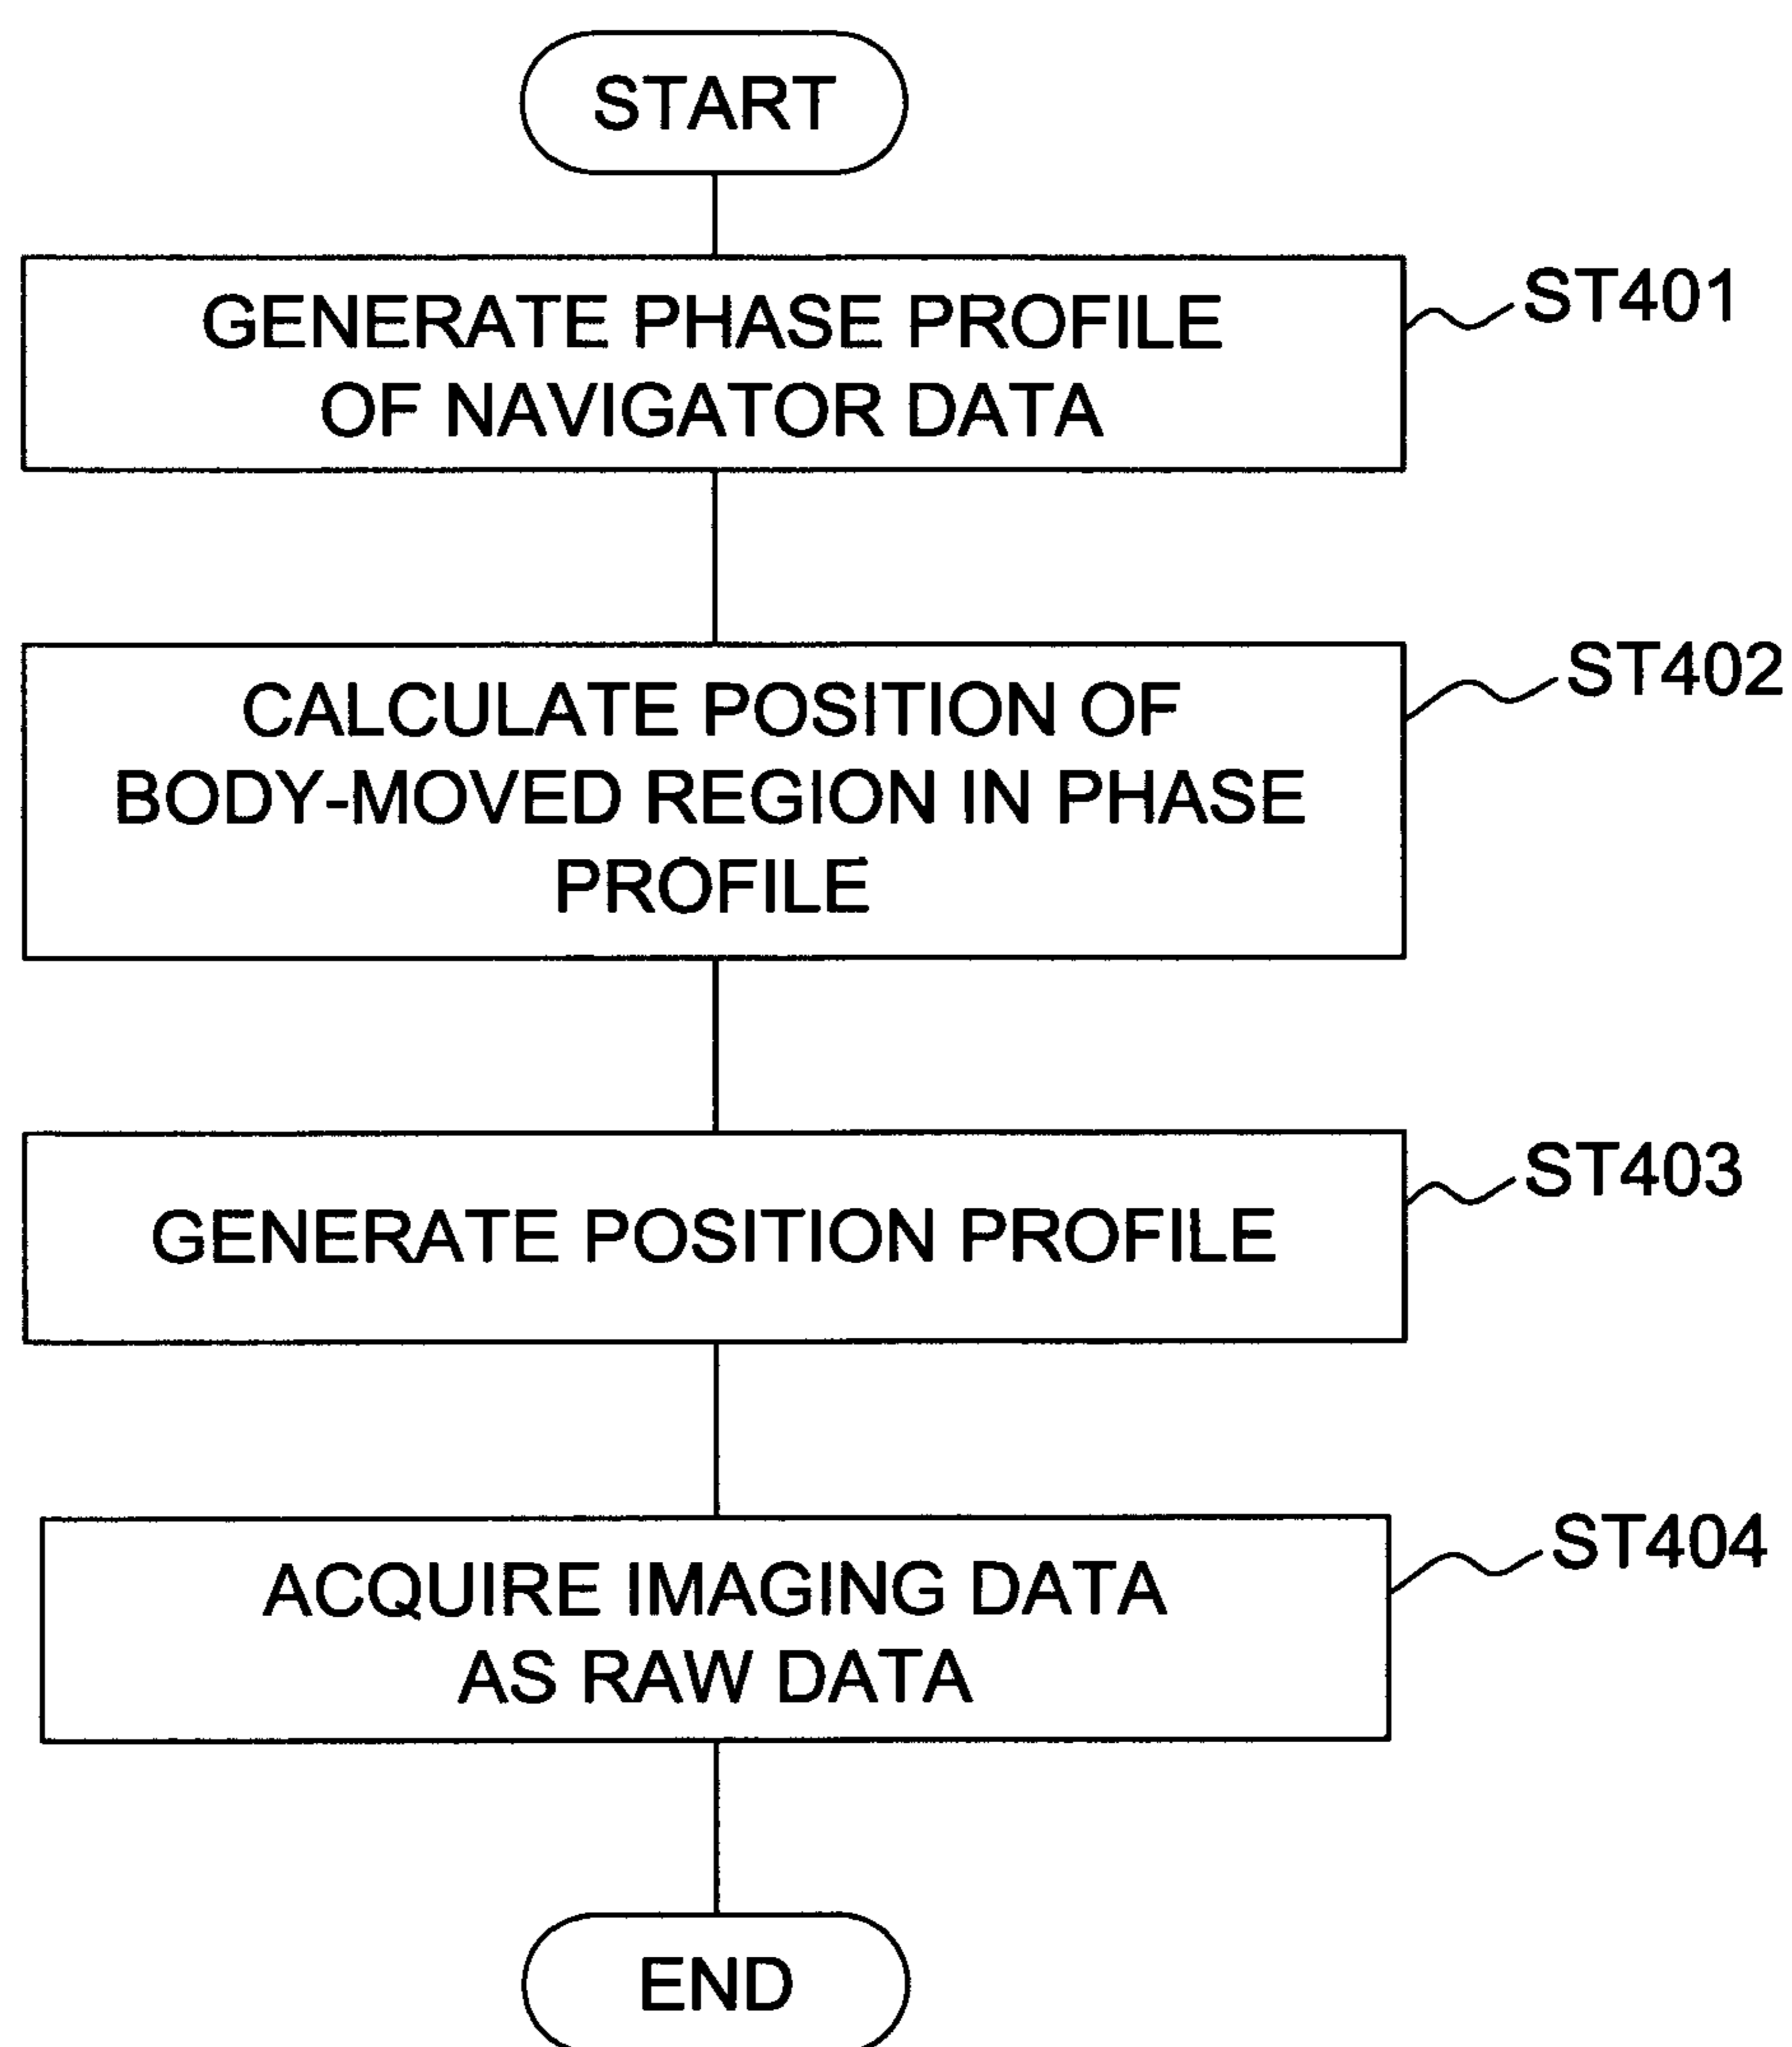 START
GENERATE PHASE PROFILE
OF NAVIGATOR DATA
ST401
CALCULATE POSITION OF
BODY-MOVED REGION IN PHASE
PROFILE
ST402
GENERATE POSITION PROFILE
ST403
ACQUIRE IMAGING DATA
AS RAW DATA
ST404
END